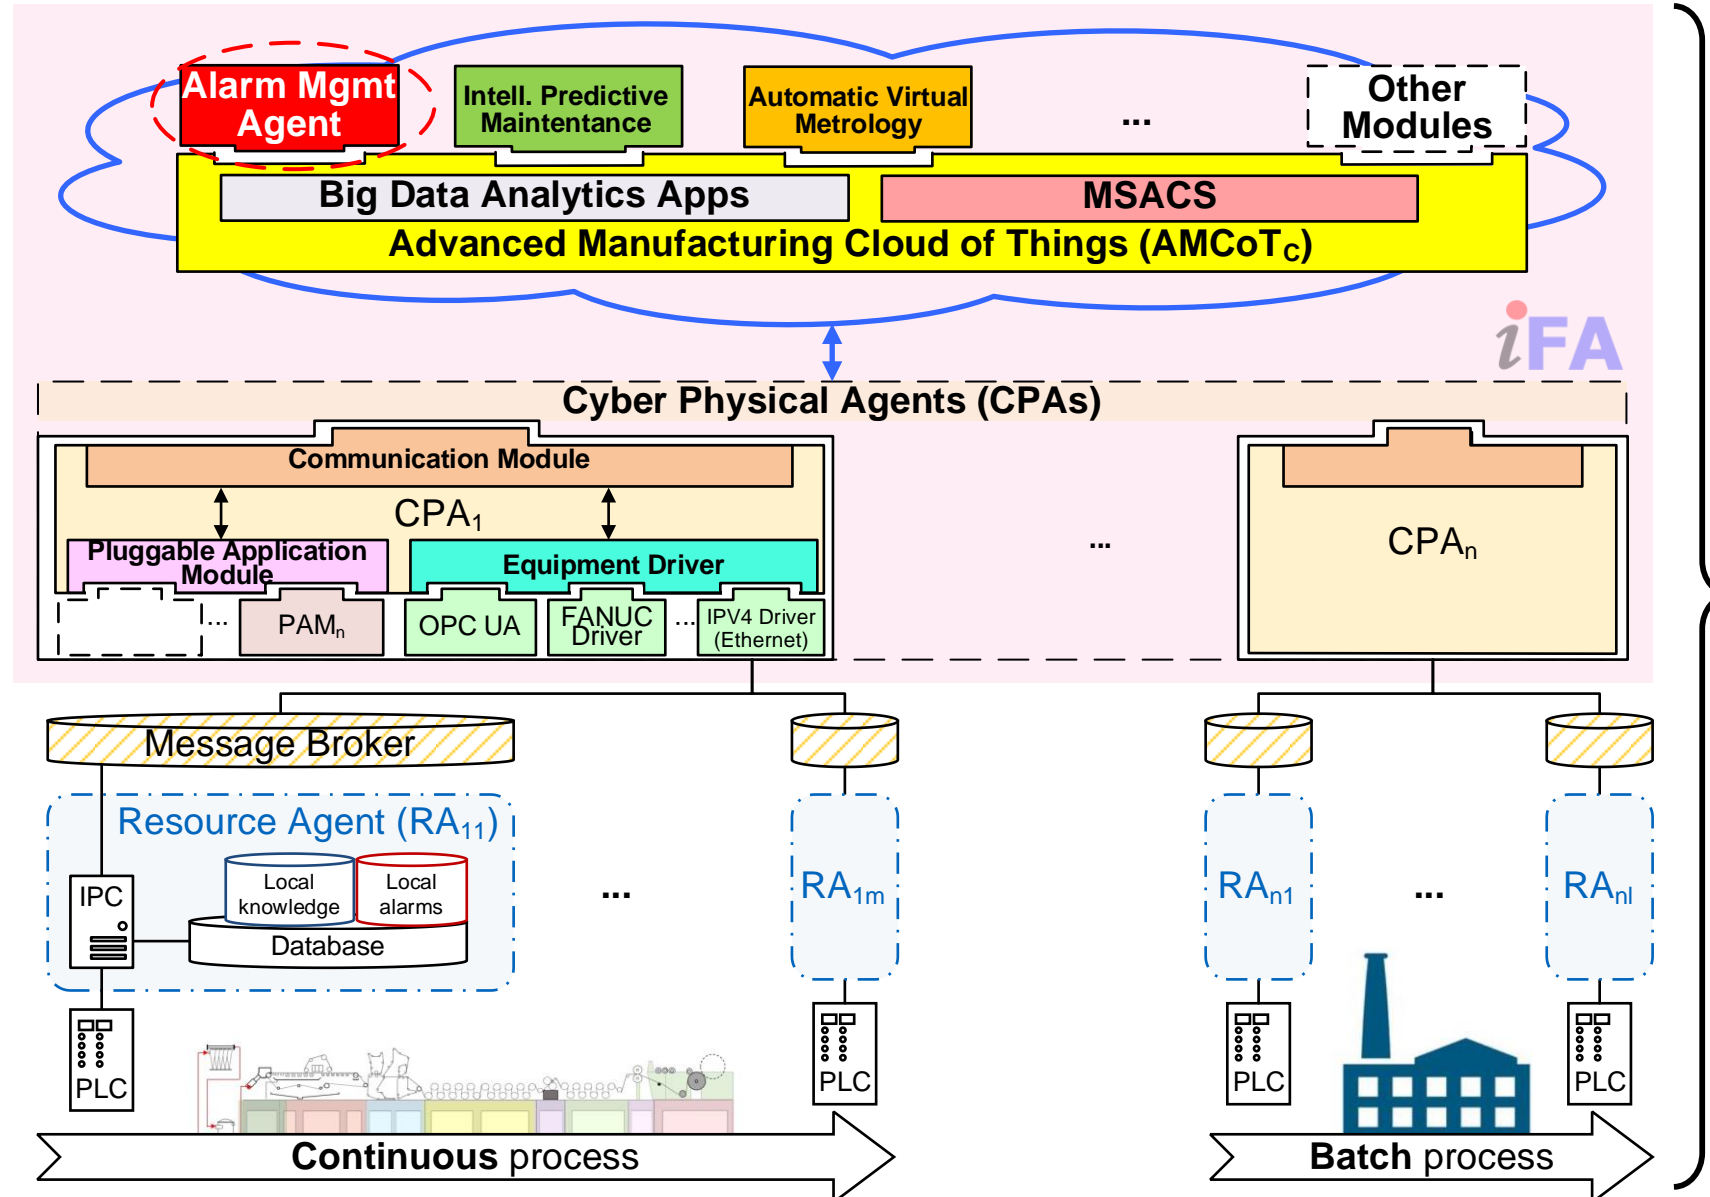 Alarm Mgmt
Agent
Intell. Predictive
Maintentance
Automatic Virtual
Metrology
...
Other
Modules
Big Data Analytics Apps
MSACS
Advanced Manufacturing Cloud of Things (AMCoTC)
iFA
Cyber Physical Agents (CPAs)
Communication Module
CPA1
Pluggable Application
Module
Equipment Driver
...
PAMn
OPC UA
FANUC
Driver
...
IPV4 Driver
(Ethernet)
...
CPAn
Message Broker
Resource Agent (RA11)
IPC
Local
knowledge
Local
alarms
Database
...
RA1m
RAn1
...
RAnl
PLC
PLC
PLC
PLC
Continuous process
Batch process